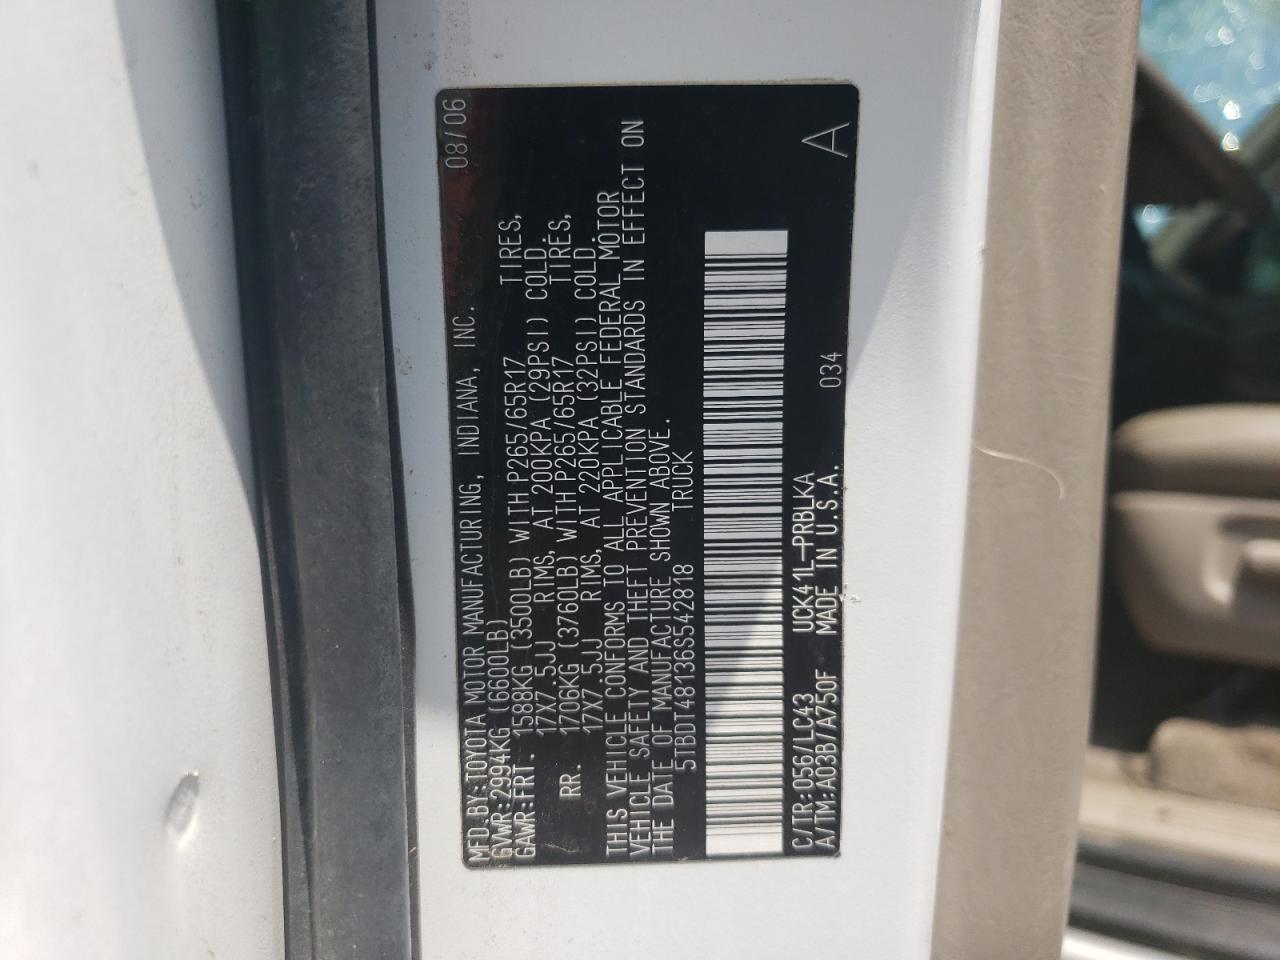 MFD.BY:TOYOTA MOTOR MANUFACTURING, INDIANA, INC. 08/06
GVWR:2994KG (6600LB)
GAWR:FRT. 1588KG (3500LB) WITH P265/65R17 TIRES,
17X7.5JJ RIMS, AT 200KPA (29PSI) COLD.
RR. 1706KG (3760LB) WITH P265/65R17 TIRES,
17X7.5JJ RIMS, AT 220KPA (32PSI) COLD.
THIS VEHICLE CONFORMS TO ALL APPLICABLE FEDERAL MOTOR
VEHICLE SAFETY AND THEFT PREVENTION STANDARDS IN EFFECT ON
THE DATE OF MANUFACTURE SHOWN ABOVE.
5TBDT48136S542818 TRUCK
C/TR:056/LC43 UCK41L-PRBLKA
A/TM:A03B/A750F MADE IN U.S.A. 034 A